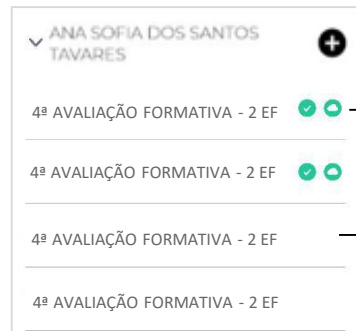 ANA SOFIA DOS SANTOS
TAVARES
4ª AVALIAÇÃO FORMATIVA - 2 EF
4ª AVALIAÇÃO FORMATIVA - 2 EF
4ª AVALIAÇÃO FORMATIVA - 2 EF
4ª AVALIAÇÃO FORMATIVA - 2 EF